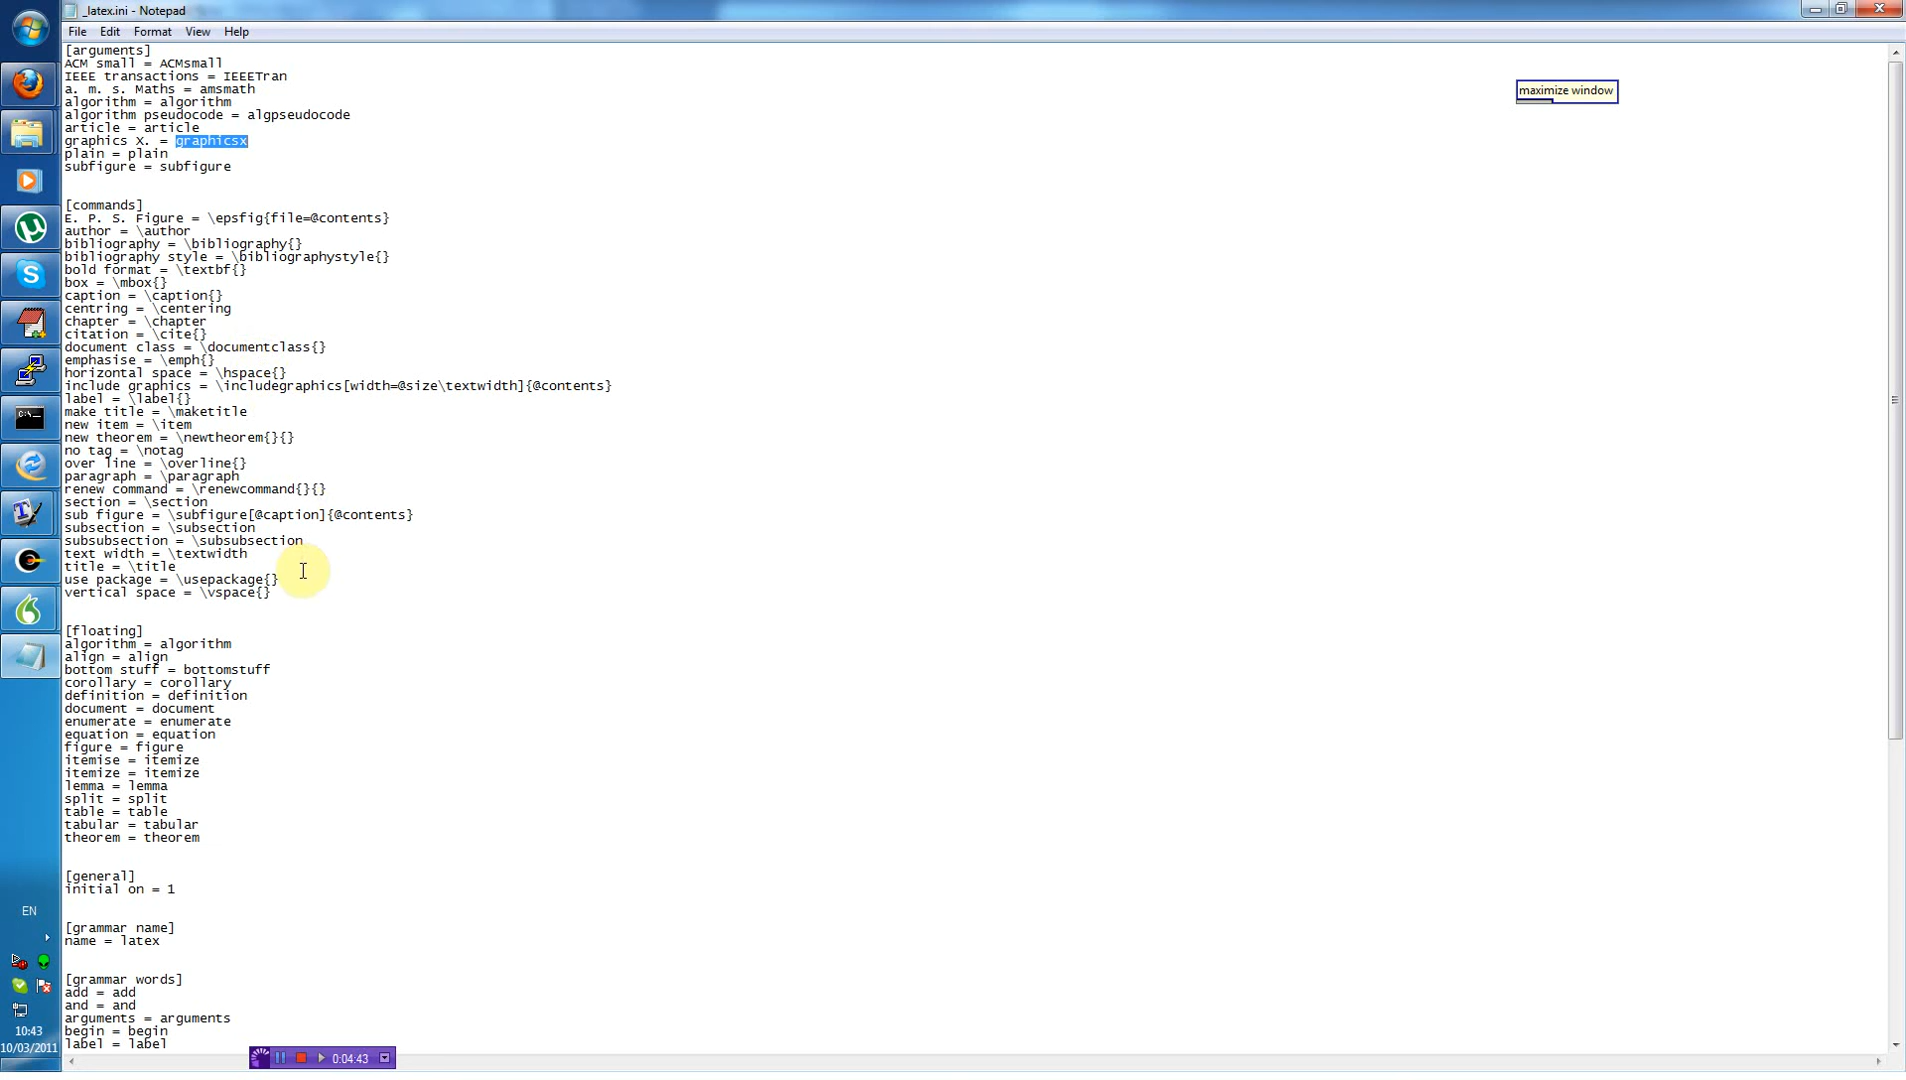 _latex.ini - Notepad
File Edit Format View Help
[arguments]
ACM small = ACMsmall
IEEE transactions = IEEETran
a. m. s. Maths = amsmath
algorithm = algorithm
algorithm pseudocode = algpseudocode
article = article
graphics X. = graphicsx
plain = plain
subfigure = subfigure
maximize window
[commands]
E. P. S. Figure = \epsfig{file=@contents}
author = \author
bibliography = \bibliography{}
bibliography style = \bibliographystyle{}
bold format = \textbf{}
box = \mbox{}
caption = \caption{}
centring = \centering
chapter = \chapter
citation = \cite{}
document class = \documentclass{}
emphasise = \emph{}
horizontal space = \hspace{}
include graphics = \includegraphics[width=@size\textwidth]{@contents}
label = \label{}
make title = \maketitle
new item = \item
new theorem = \newtheorem{}{}
no tag = \notag
over line = \overline{}
paragraph = \paragraph
renew command = \renewcommand{}{}
section = \section
sub figure = \subfigure[@caption]{@contents}
subsection = \subsection
subsubsection = \subsubsection
text width = \textwidth
title = \title
use package = \usepackage{}
vertical space = \vspace{}
[floating]
algorithm = algorithm
align = align
bottom stuff = bottomstuff
corollary = corollary
definition = definition
document = document
enumerate = enumerate
equation = equation
figure = figure
itemise = itemize
itemize = itemize
lemma = lemma
split = split
table = table
tabular = tabular
theorem = theorem
[general]
initial on = 1
[grammar name]
name = latex
[grammar words]
add = add
and = and
arguments = arguments
begin = begin
label = label
EN
10:43
10/03/2011
0:04:43